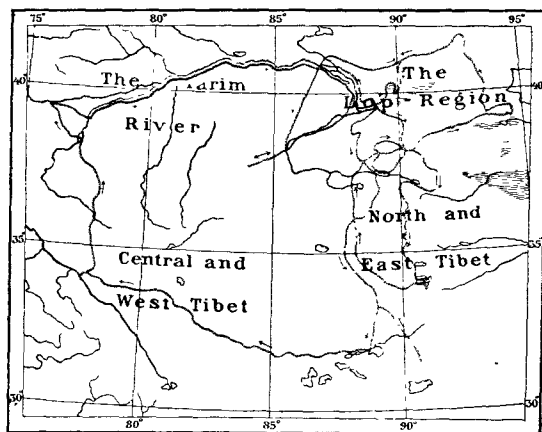 75° 80° 85° 90° 95°
40° The Tarim The 40°
River Lop-Region
North and
35° Central and East Tibet 35°
West Tibet
30° 30°
80° 85° 90°